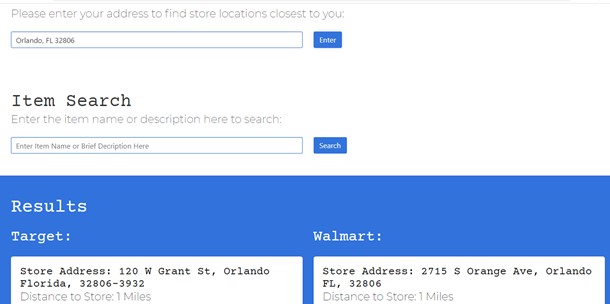 Please enter your address to find store locations closest to you:
Orlando, FL 32806
Enter
Item Search
Enter the item name or description here to search:
Enter Item Name or Brief Decription Here
Search
Results
Target:
Store Address: 120 W Grant St, Orlando
Florida, 32806-3932
Distance to Store: 1 Miles
Walmart:
Store Address: 2715 S Orange Ave, Orlando
FL, 32806
Distance to Store: 1 Miles